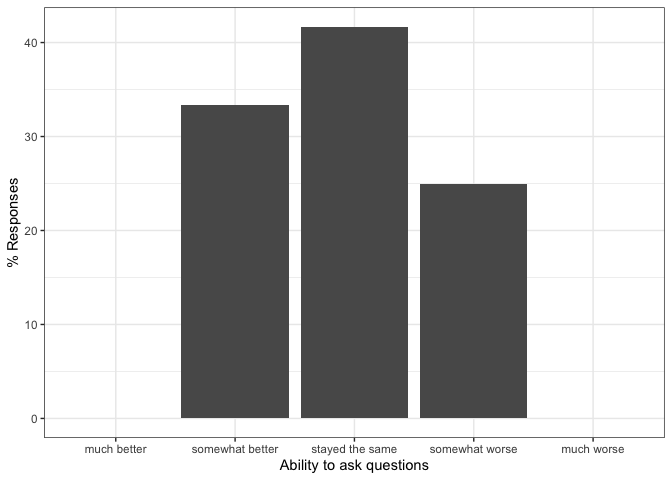 % Responses
40
30
20
10
0
much better somewhat better stayed the same somewhat worse much worse
Ability to ask questions